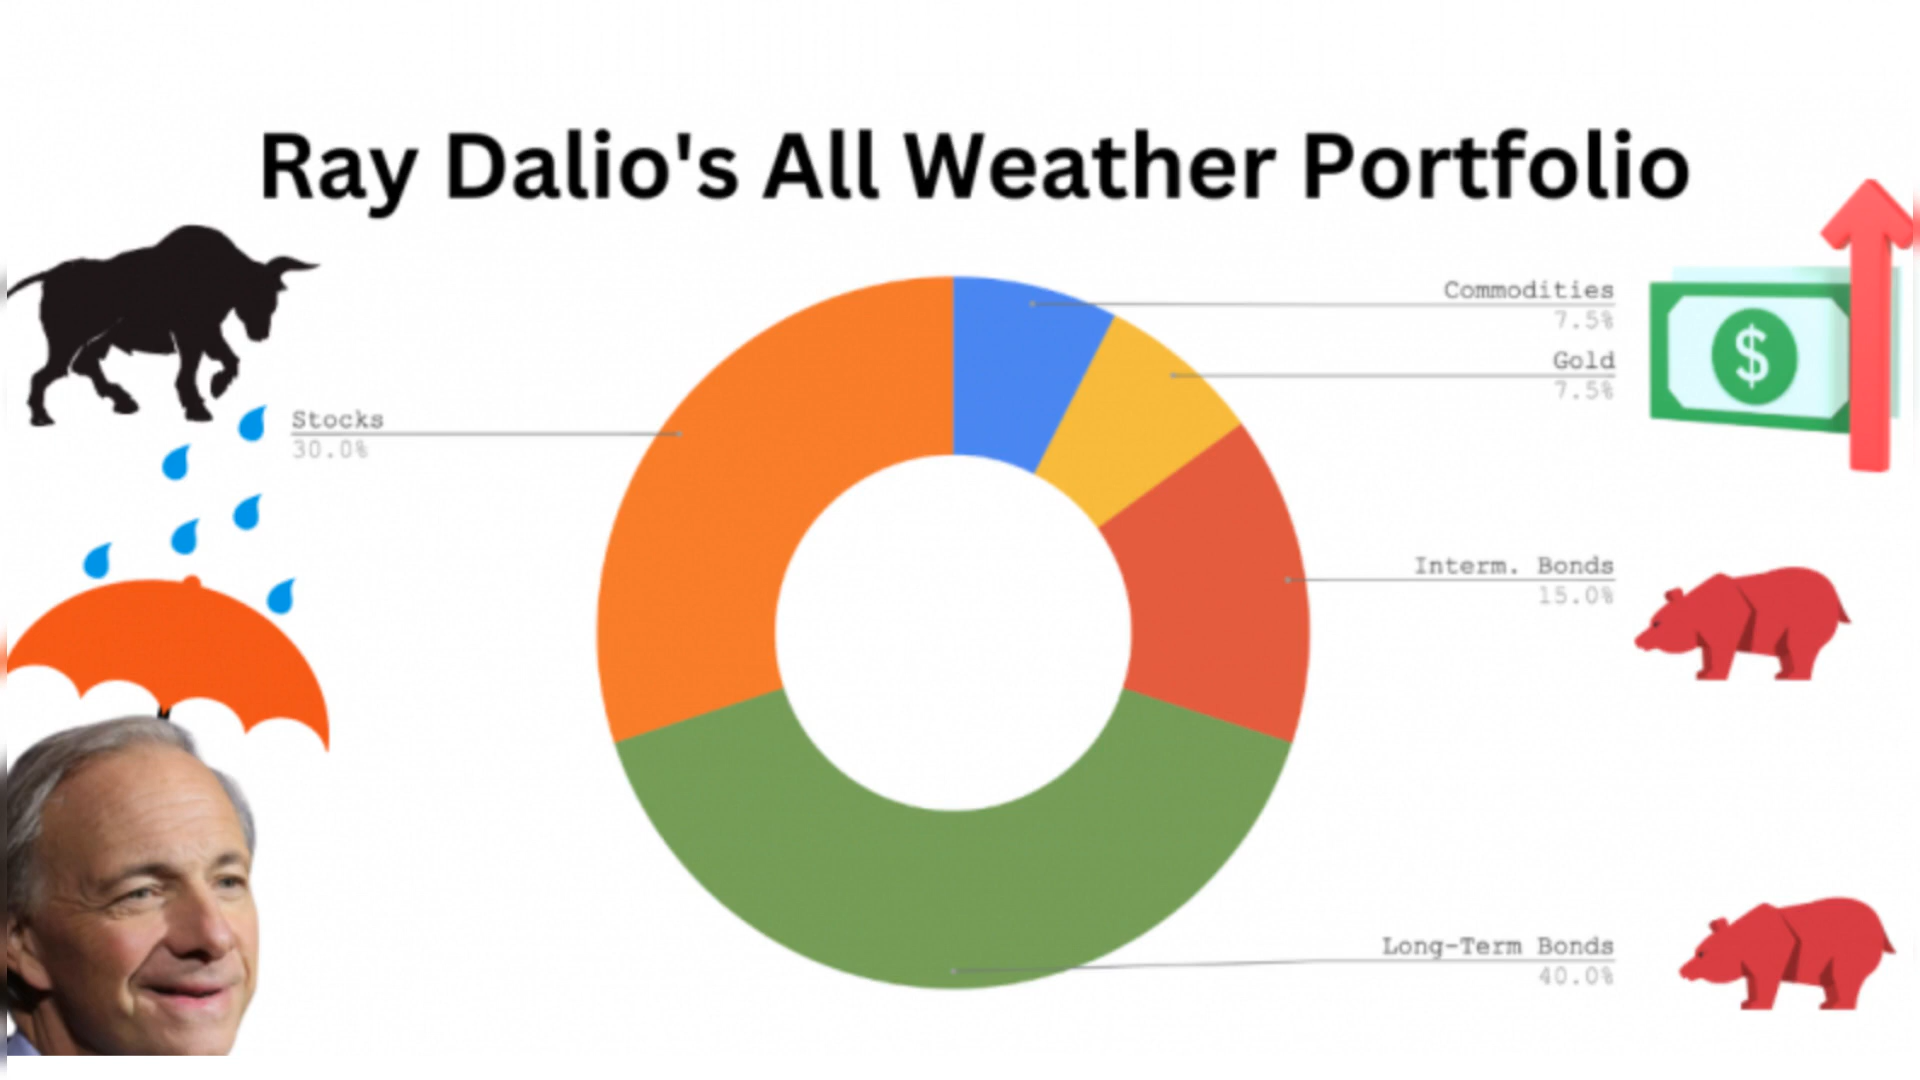 Ray Dalio's All Weather Portfolio
Commodities
7.5%
$
Gold
7.5%
Stocks
30.0%
Interm. Bonds
15.0%
Long-Term Bonds
40.0%